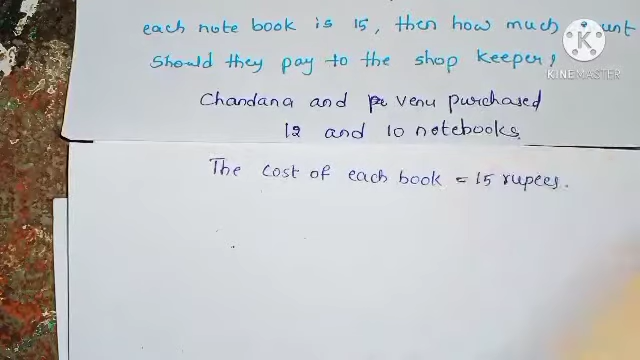 each note book is 15, then how much
should they pay to the shop keeper?
Chandana and Venu purchased
12 and 10 notebooks
The cost of each book = 15 rupees.
KINEMASTER